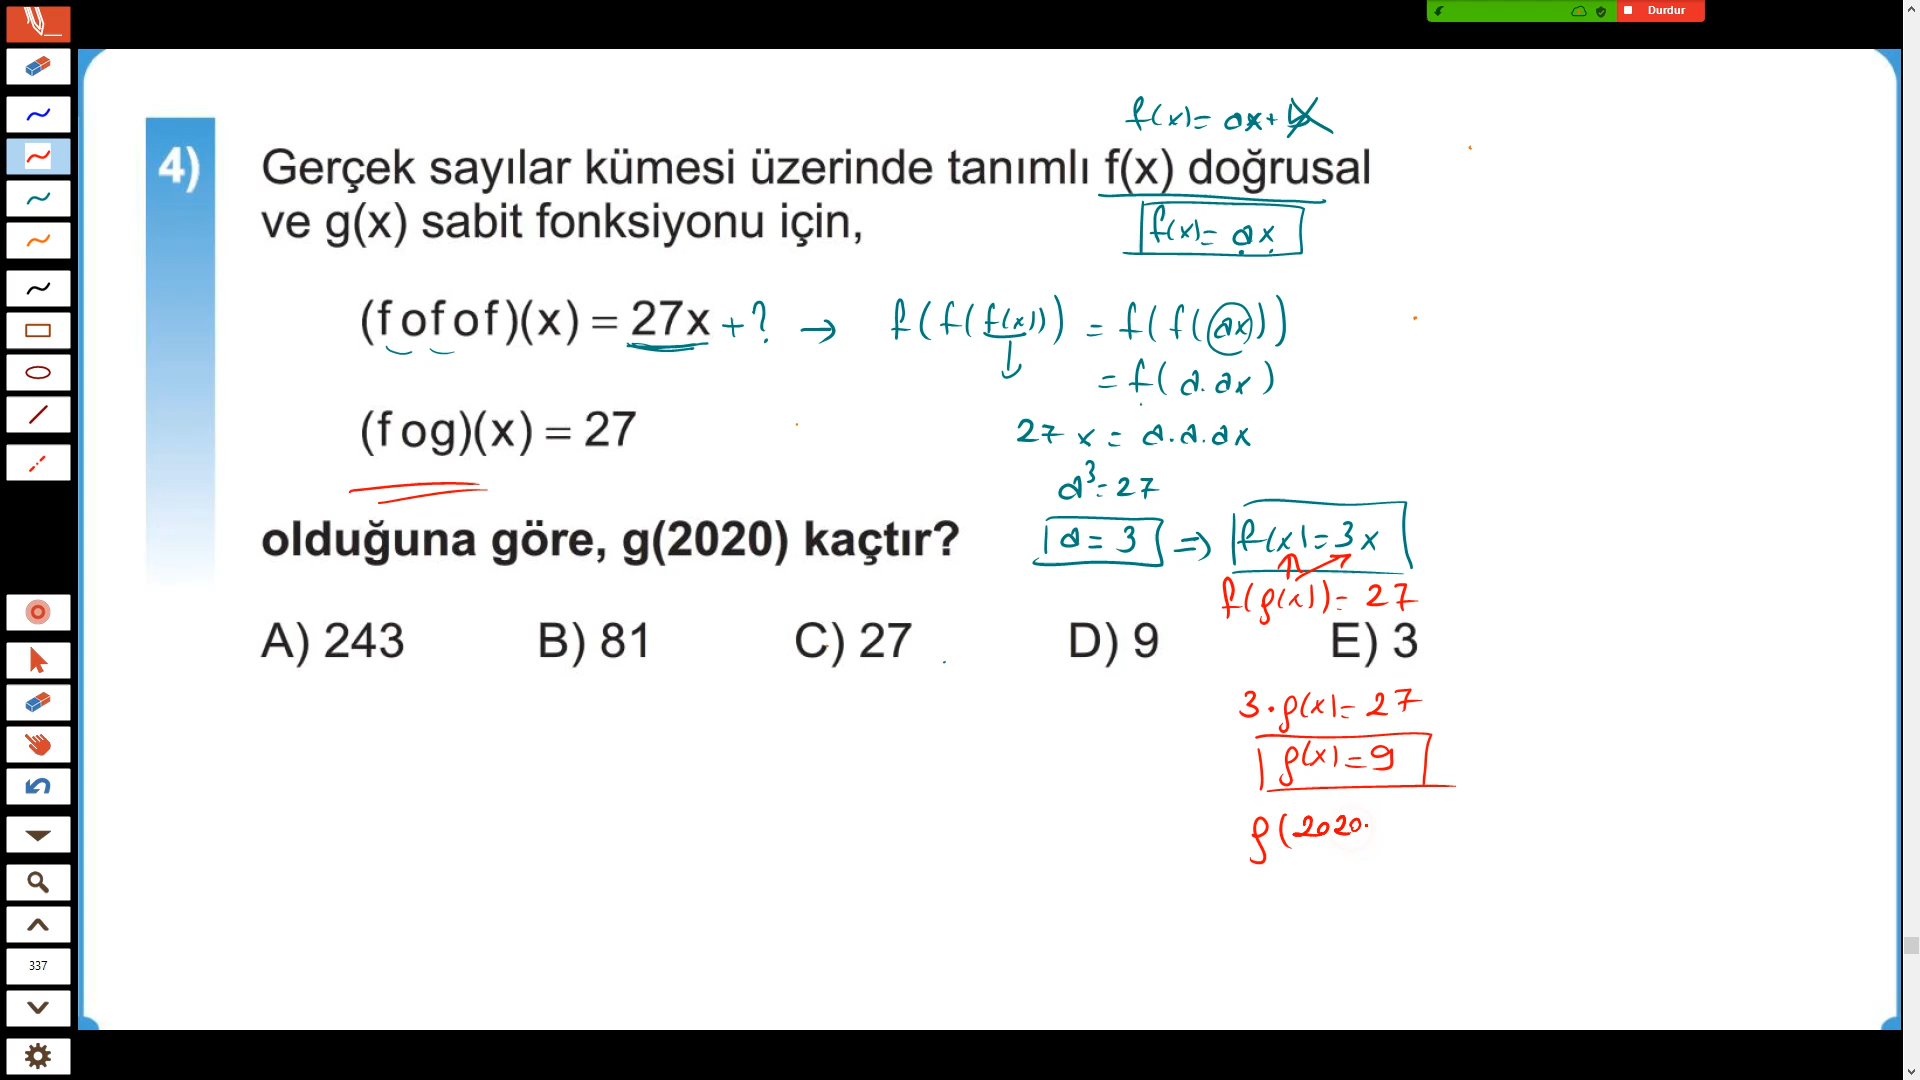 Durdur
f(x)= ax+b
4) Gerçek sayılar kümesi üzerinde tanımlı f(x) doğrusal
ve g(x) sabit fonksiyonu için,
f(x)= ax
(fofof)(x) = 27x +? → f(f(f(x))) = f(f(ax))
= f(a.ax)
(fog)(x) = 27
27x = a.a.ax
a³=27
olduğuna göre, g(2020) kaçtır?
a = 3 ⇒ f(x)=3x
f(g(x))= 27
A) 243 B) 81 C) 27 D) 9 E) 3
3.g(x)= 27
g(x)=9
g(2020
337